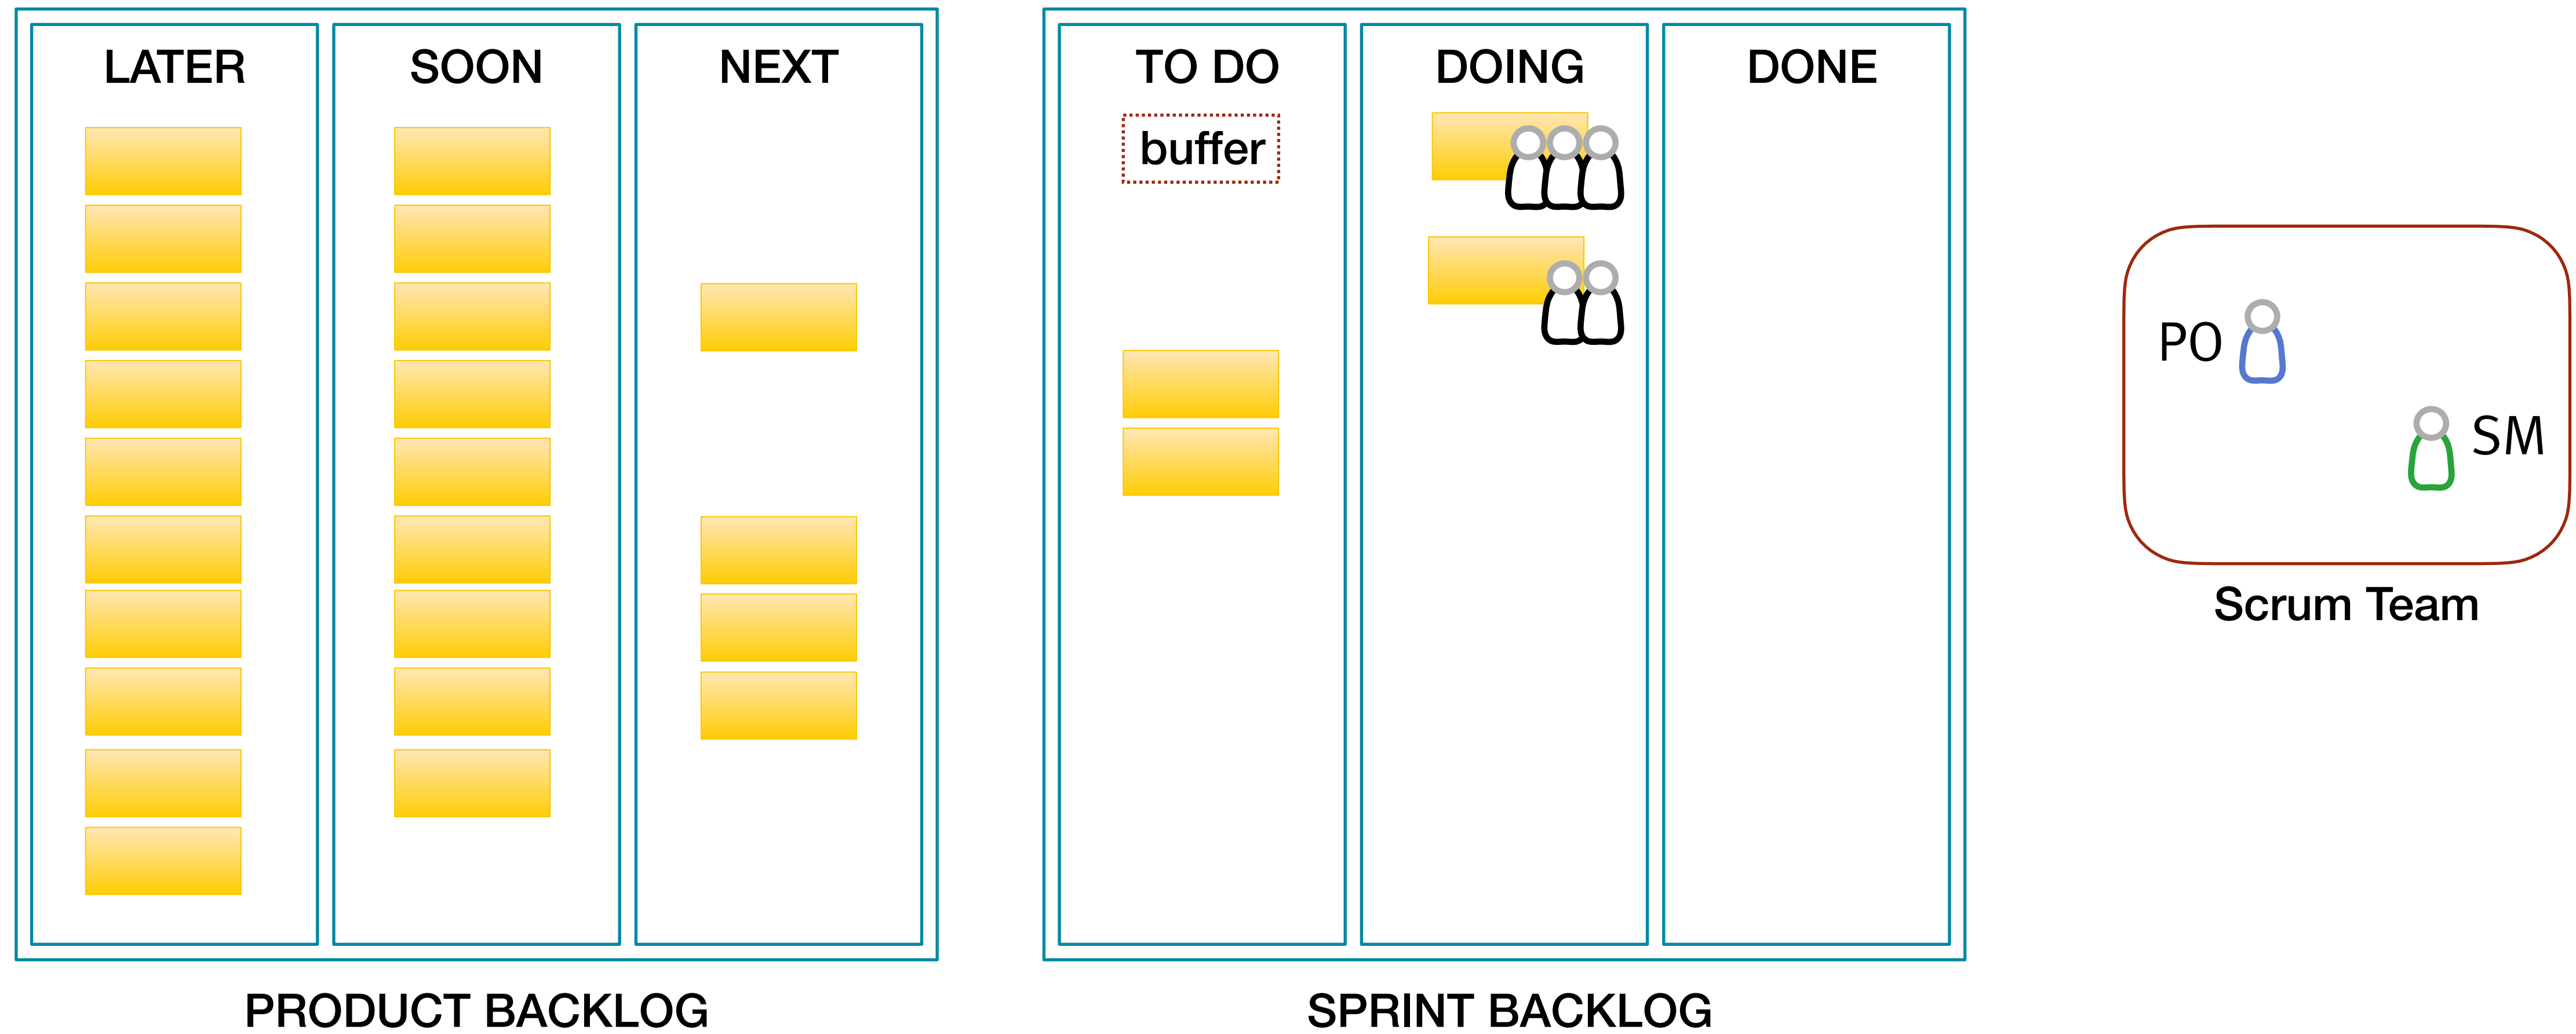 LATER
SOON
NEXT
TO DO
DOING
DONE
buffer
PO
SM
Scrum Team
PRODUCT BACKLOG
SPRINT BACKLOG